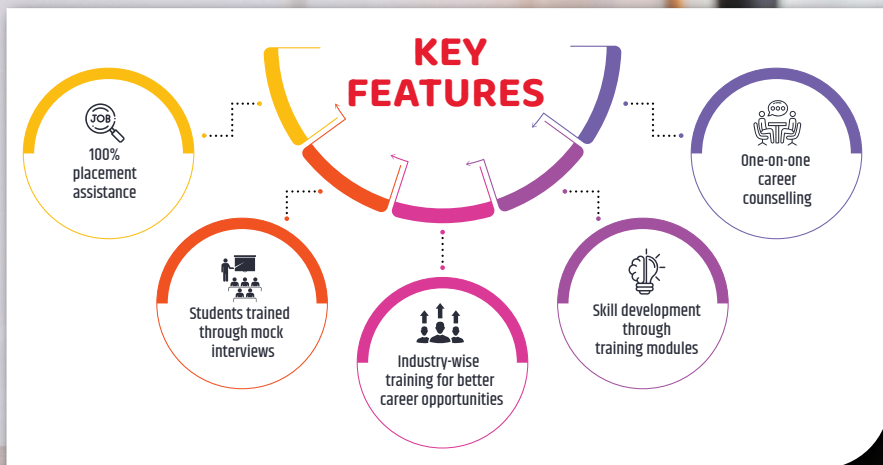 KEY
FEATURES
JOB
100%
placement
assistance
Students trained
through mock
interviews
Industry-wise
training for better
career opportunities
Skill development
through
training modules
One-on-one
career
counselling